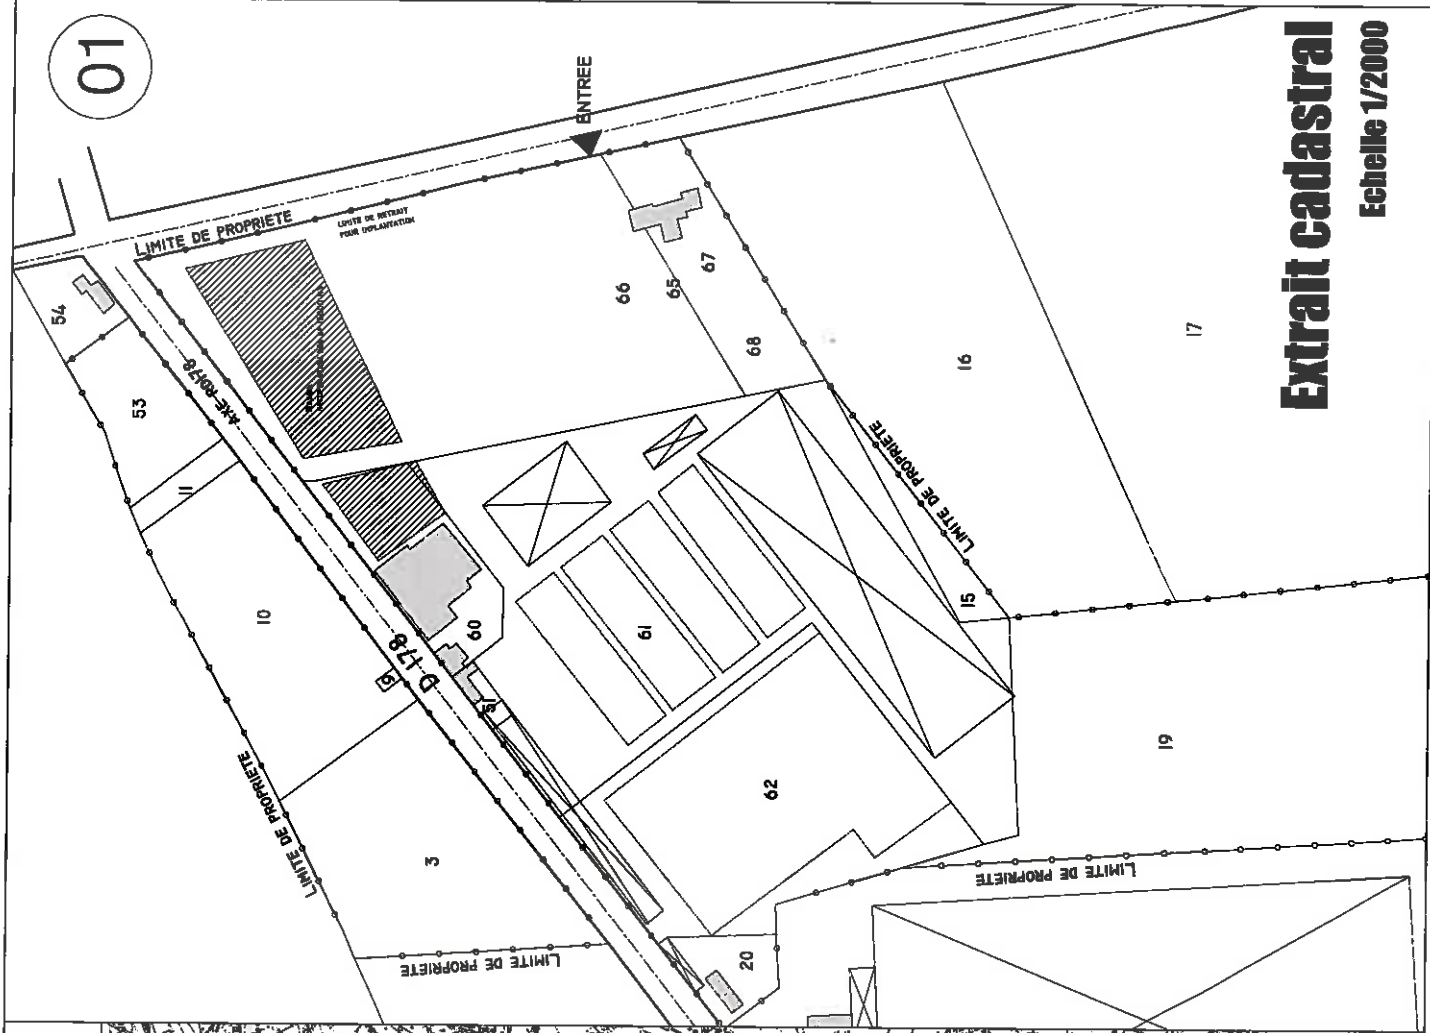 01
ENTREE
LIMITE DE PROPRIETE
LIMITE DE RETRAIT
POUR IMPLANTATION
54
53
AXE RD178
11
10
9
D 178
66
65
67
68
16
17
LIMITE DE PROPRIETE
15
60
61
51
62
19
LIMITE DE PROPRIETE
3
LIMITE DE PROPRIETE
20
LIMITE DE PROPRIETE
Extrait cadastral
Echelle 1/2000